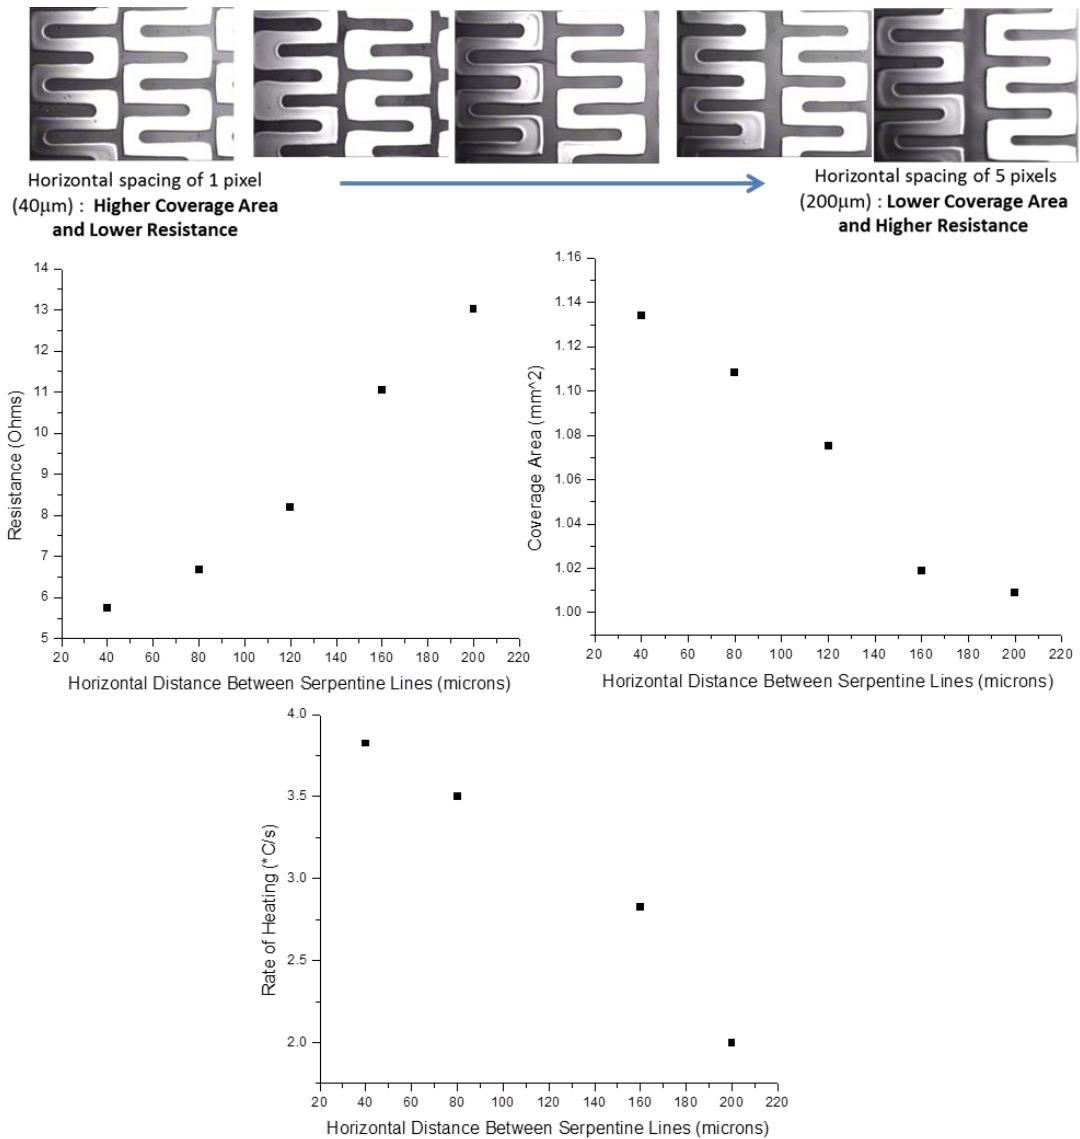 Horizontal spacing of 1 pixel
(40μm) : Higher Coverage Area
and Lower Resistance
Horizontal spacing of 5 pixels
(200μm) : Lower Coverage Area
and Higher Resistance
14
13
12
11
10
9
8
7
6
5
Resistance (Ohms)
20 40 60 80 100 120 140 160 180 200 220
Horizontal Distance Between Serpentine Lines (microns)
1.16
1.14
1.12
1.10
1.08
1.06
1.04
1.02
1.00
Coverage Area (mm^2)
20 40 60 80 100 120 140 160 180 200 220
Horizontal Distance Between Serpentine Lines (microns)
4.0
3.5
3.0
2.5
2.0
Rate of Heating (*C/s)
20 40 60 80 100 120 140 160 180 200 220
Horizontal Distance Between Serpentine Lines (microns)